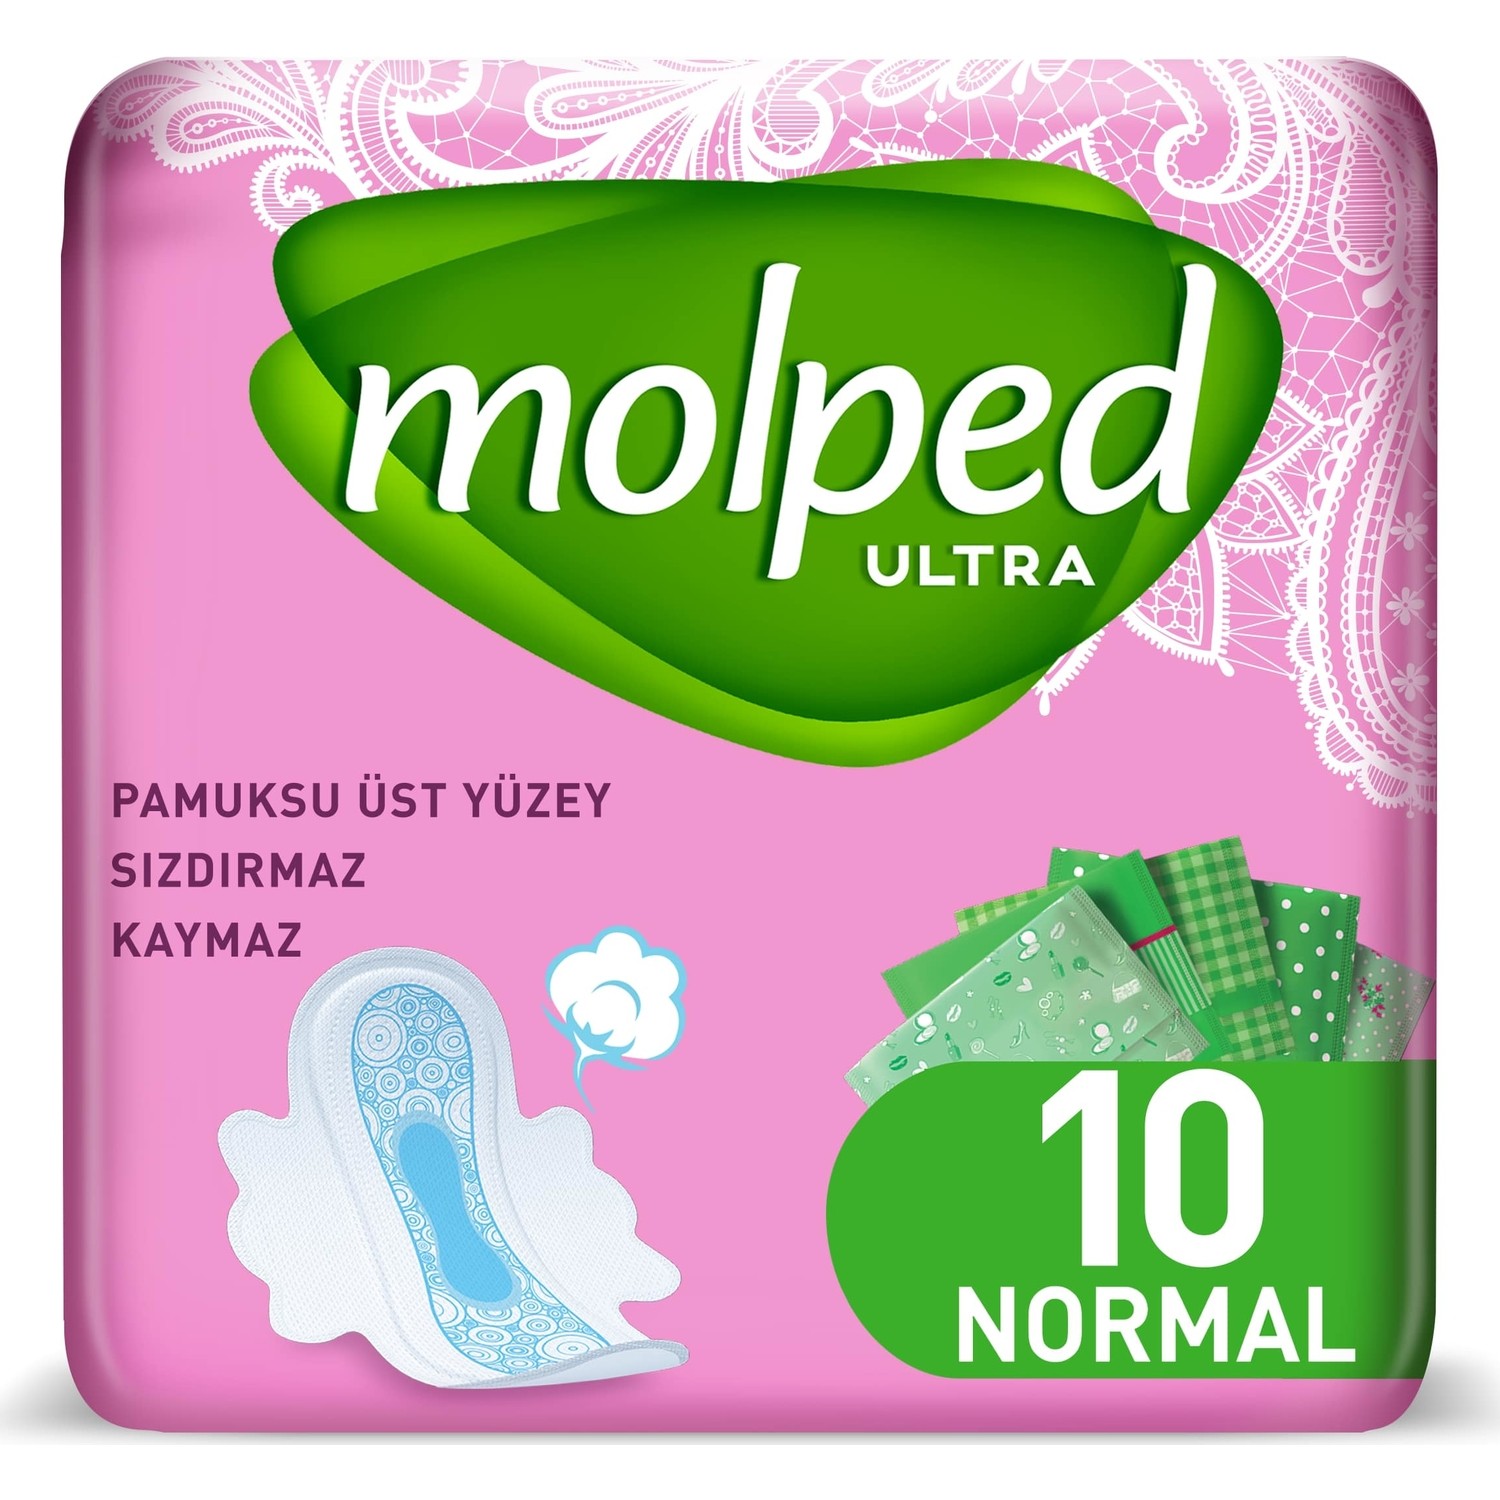 molped
ULTRA
PAMUKSU ÜST YÜZEY
SIZDIRMAZ
KAYMAZ
10
NORMAL